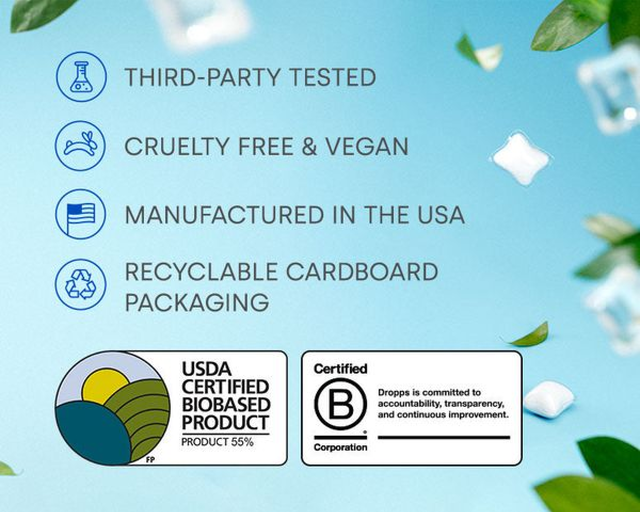 THIRD-PARTY TESTED
CRUELTY FREE & VEGAN
MANUFACTURED IN THE USA
RECYCLABLE CARDBOARD
PACKAGING
USDA
CERTIFIED
BIOBASED
PRODUCT
PRODUCT 55%
FP
Certified
B
®
Corporation
Dropps is committed to
accountability, transparency,
and continuous improvement.